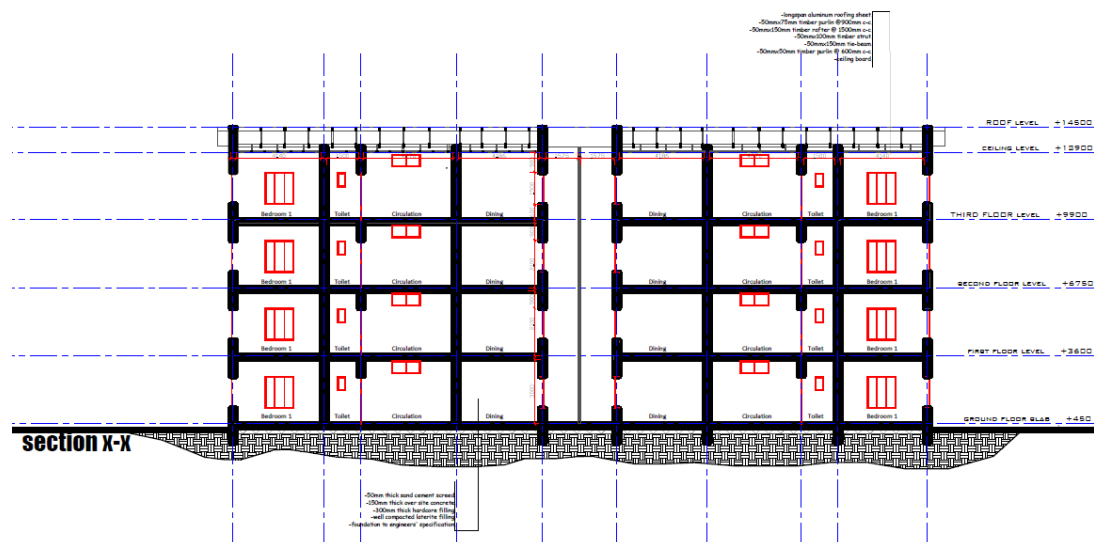 -longspan aluminum roofing sheet
-50mmx75mm timber purlin @900mm c-c
-50mmx150mm timber rafter @ 1500mm c-c
-50mmx100mm timber strut
-50mmx150mm tie-beam
-50mmx50mm timber purlin @ 600mm c-c
-ceiling board
ROOF LEVEL +14500
CEILING LEVEL +12900
Bedroom 1 Toilet Circulation Dining Dining Circulation Toilet Bedroom 1
THIRD FLOOR LEVEL +9900
Bedroom 1 Toilet Circulation Dining Dining Circulation Toilet Bedroom 1
SECOND FLOOR LEVEL +6750
Bedroom 1 Toilet Circulation Dining Dining Circulation Toilet Bedroom 1
FIRST FLOOR LEVEL +3600
Bedroom 1 Toilet Circulation Dining Dining Circulation Toilet Bedroom 1
GROUND FLOOR SLAB +450
section x-x
-50mm thick sand cement screed
-150mm thick over site concrete
-300mm thick hardcore filling
-well compacted laterite filling
-foundation to engineers' specification